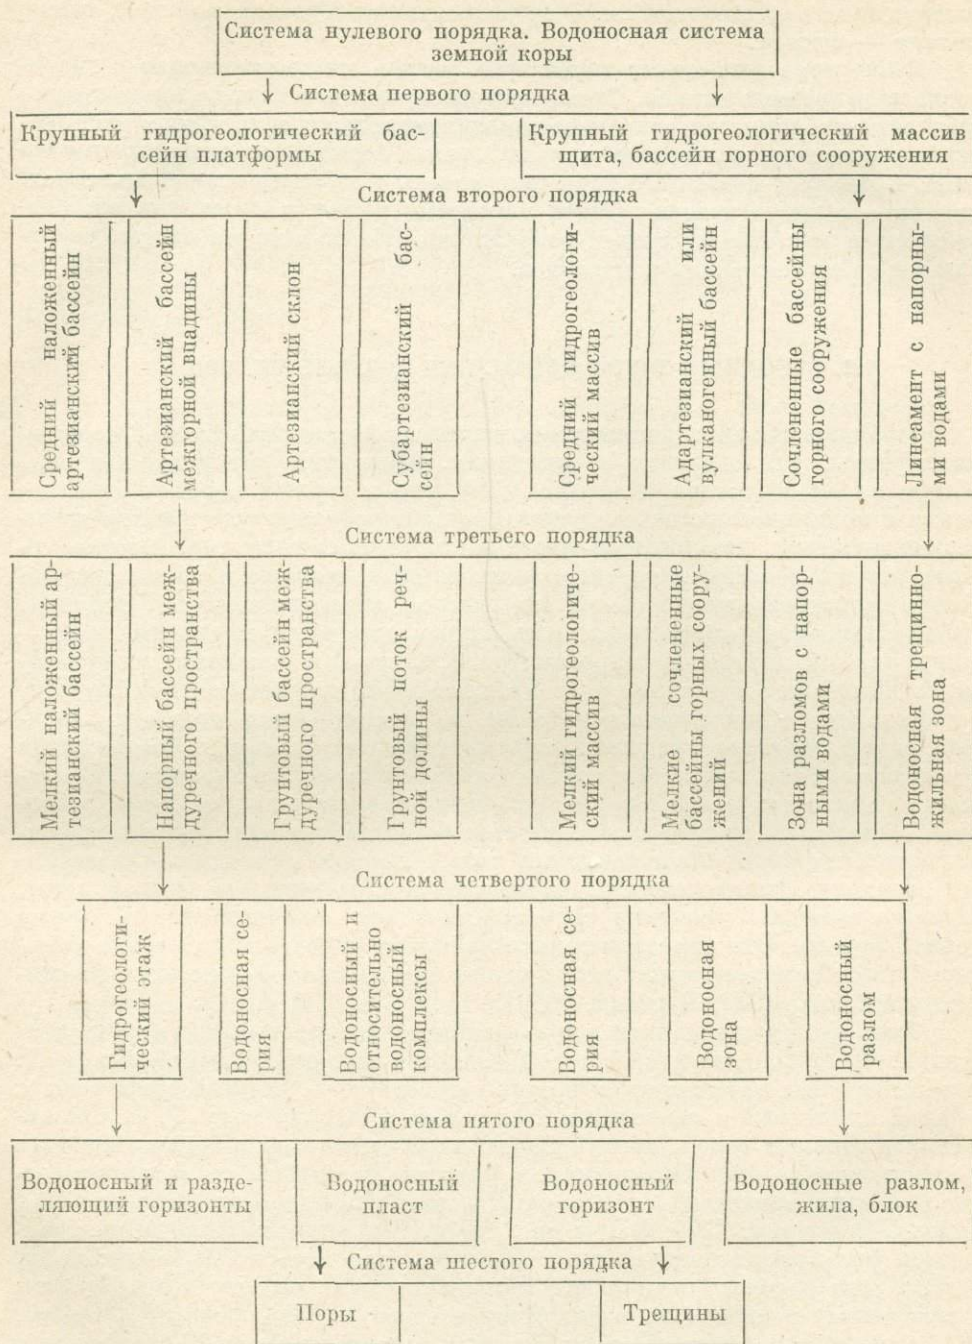 Система нулевого порядка. Водоносная система
земной коры
Система первого порядка
Крупный гидрогеологический бас-
сейн платформы
Крупный гидрогеологический массив
щита, бассейн горного сооружения
Система второго порядка
Средний наложенный
артезианский бассейн
Артезианский бассейн
межгорной впадины
Артезианский склон
Субартезианский бас-
сейн
Средний гидрогеологи-
ческий массив
Адартезианский или
вулканогенный бассейн
Сочлененные бассейны
горного сооружения
Линеамент с напорны-
ми водами
Система третьего порядка
Мелкий наложенный ар-
тезианский бассейн
Напорный бассейн меж-
дуречного пространства
Грунтовый бассейн меж-
дуречного пространства
Грунтовый поток реч-
ной долины
Мелкий гидрогеологиче-
ский массив
Мелкие сочлененные
бассейны горных соору-
жений
Зона разломов с напор-
ными водами
Водоносная трещинно-
жильная зона
Система четвертого порядка
Гидрогеологи-
ческий этаж
Водоносная се-
рия
Водоносный и
относительно
водоносный
комплексы
Водоносная се-
рия
Водоносная
зона
Водоносный
разлом
Система пятого порядка
Водоносный и разде-
ляющий горизонты
Водоносный
пласт
Водоносный
горизонт
Водоносные разлом,
жила, блок
Система шестого порядка
Поры
Трещины